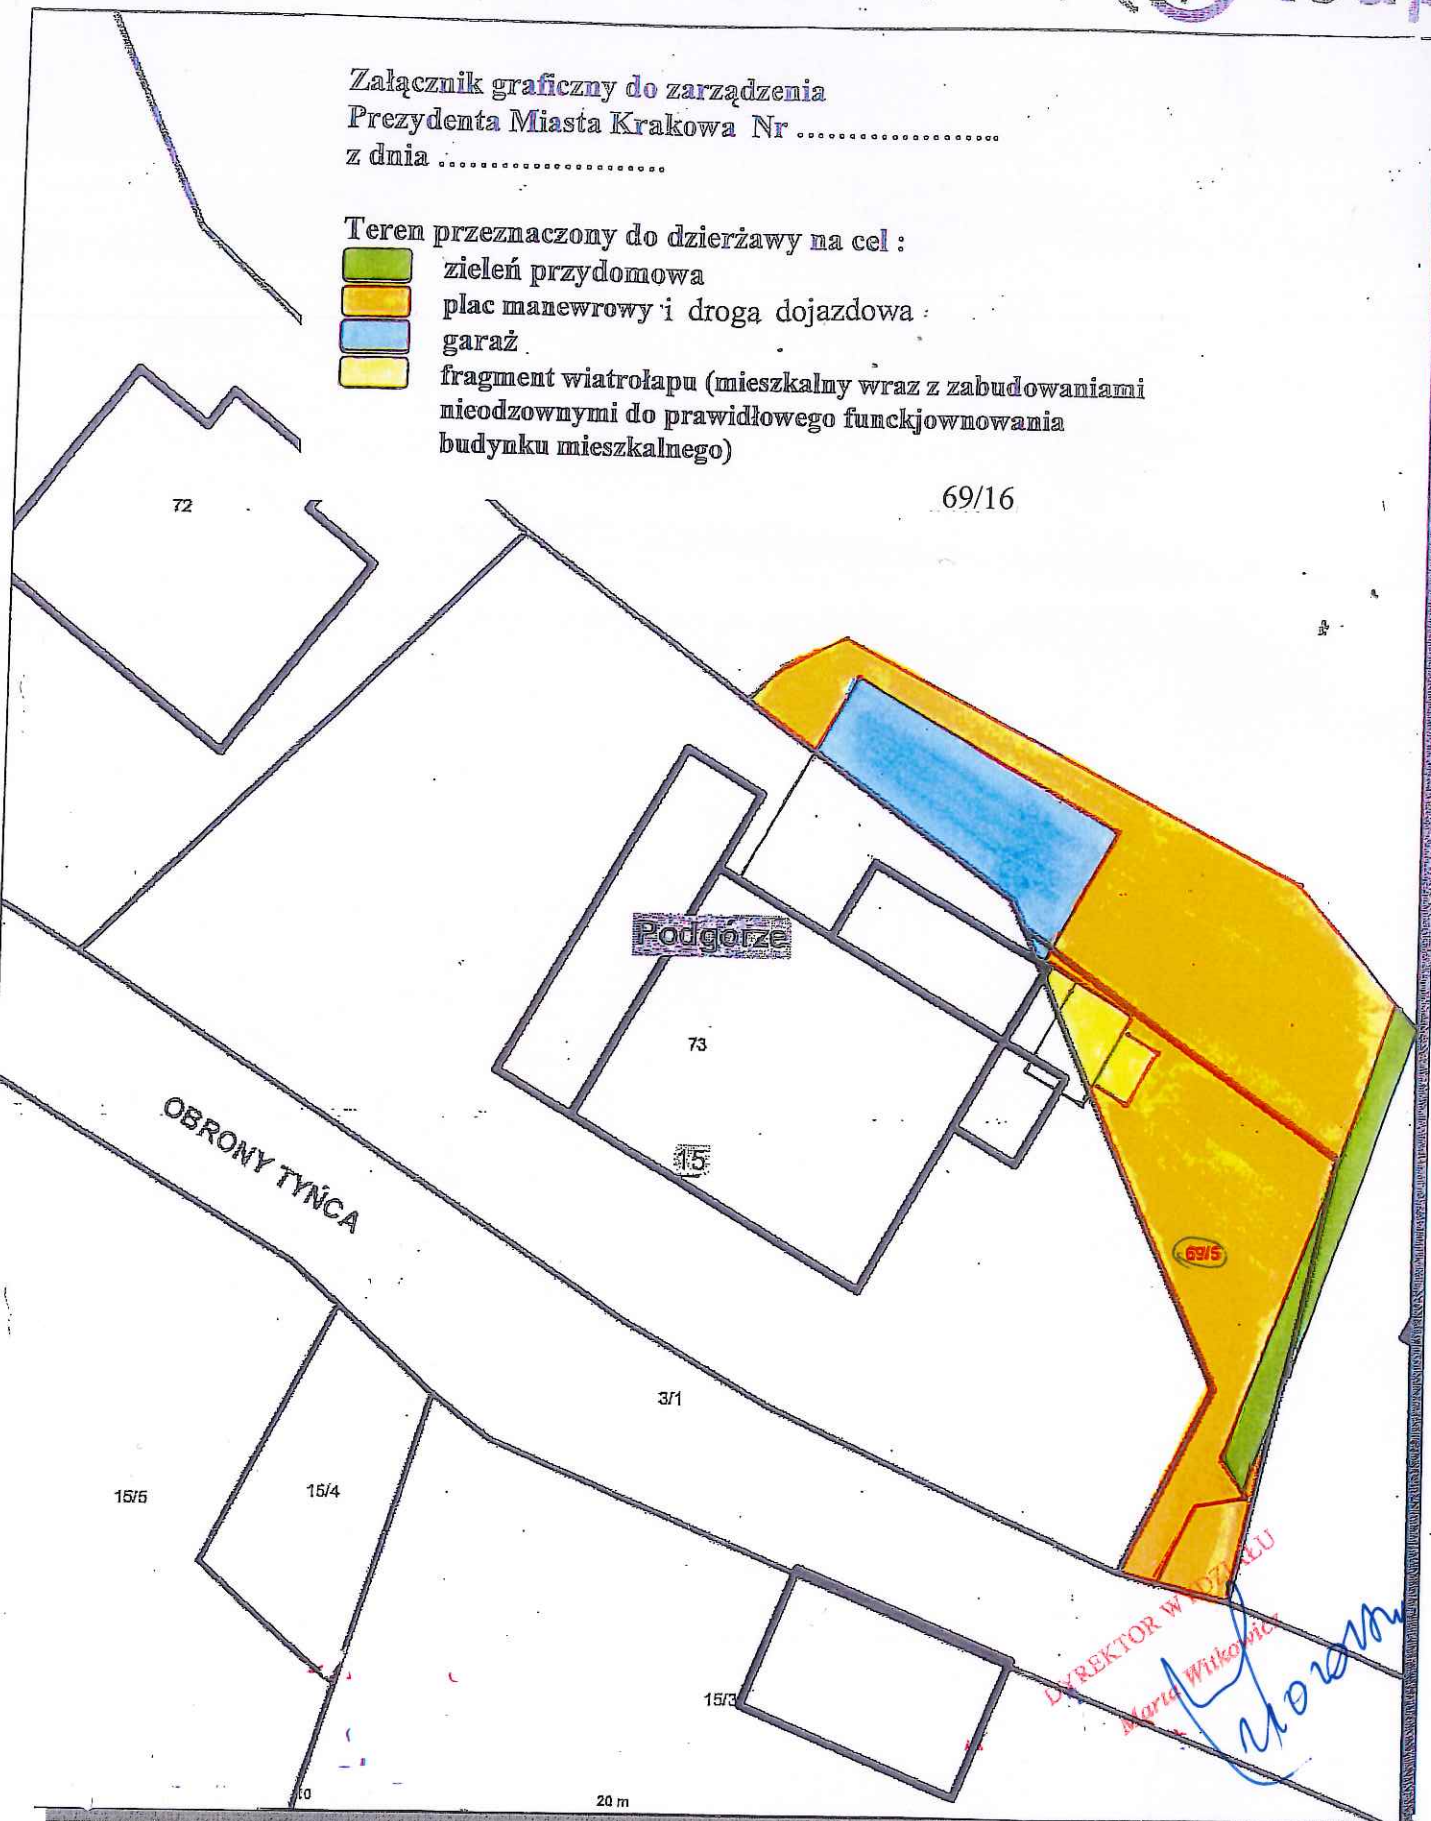 Załącznik graficzny do zarządzenia
Prezydenta Miasta Krakowa Nr ....................
z dnia .......................
Teren przeznaczony do dzierżawy na cel :
zieleń przydomowa
plac manewrowy i droga dojazdowa
garaż
fragment wiatrołapu (mieszkalny wraz z zabudowaniami
nieodzownymi do prawidłowego funckjownowania
budynku mieszkalnego)
69/16
72
Podgórze
73
15
OBRONY TYŃCA
69/5
3/1
15/5
15/4
15/3
DYREKTOR WYDZIAŁU
Marta Witkowicz
20 m